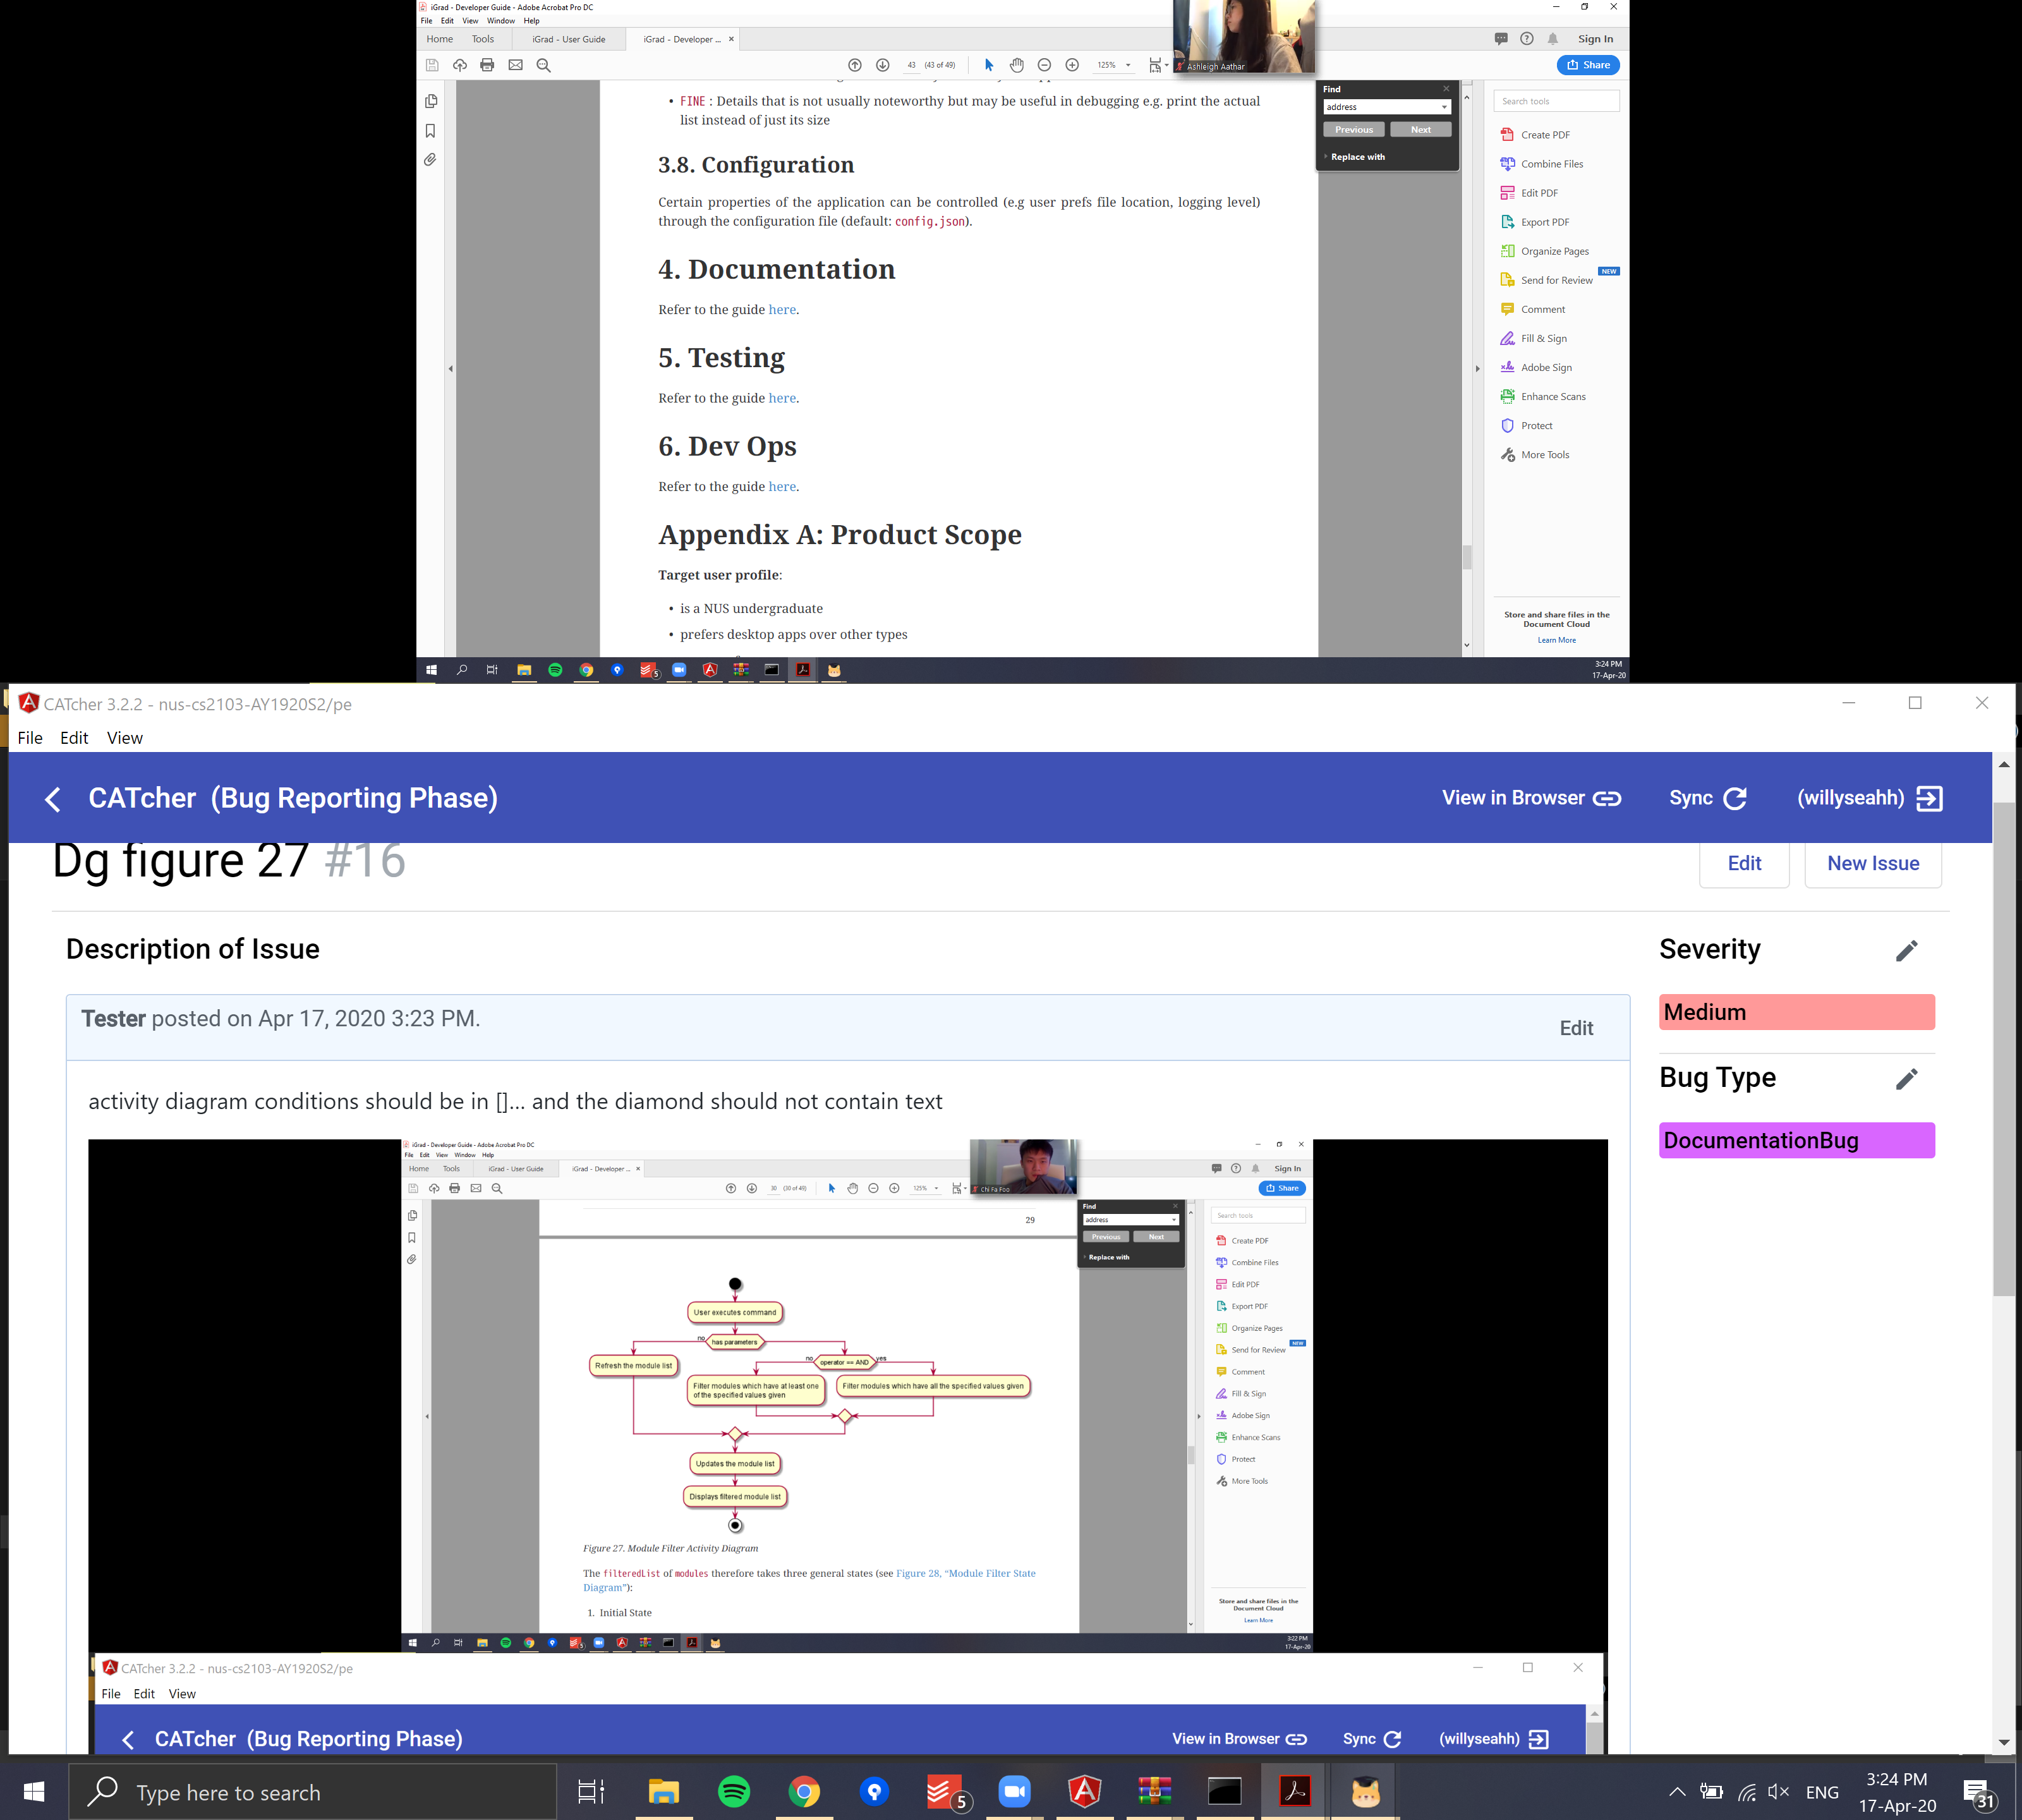 iGrad - Developer Guide - Adobe Acrobat Pro DC
File Edit View Window Help
Home Tools iGrad - User Guide iGrad - Developer ... × Sign In
43 (43 of 49) 125% Share
Ashleigh Aathar
• FINE : Details that is not usually noteworthy but may be useful in debugging e.g. print the actual
list instead of just its size
3.8. Configuration
Certain properties of the application can be controlled (e.g user prefs file location, logging level)
through the configuration file (default: config.json).
4. Documentation
Refer to the guide here.
5. Testing
Refer to the guide here.
6. Dev Ops
Refer to the guide here.
Appendix A: Product Scope
Target user profile:
• is a NUS undergraduate
• prefers desktop apps over other types
Find
address
Previous Next
Replace with
Search tools
Create PDF
Combine Files
Edit PDF
Export PDF
Organize Pages
Send for Review NEW
Comment
Fill & Sign
Adobe Sign
Enhance Scans
Protect
More Tools
Store and share files in the
Document Cloud
Learn More
5
3:24 PM
17-Apr-20
CATcher 3.2.2 - nus-cs2103-AY1920S2/pe
File Edit View
CATcher (Bug Reporting Phase) View in Browser Sync (willyseahh)
Dg figure 27 #16 Edit New Issue
Description of Issue
Tester posted on Apr 17, 2020 3:23 PM. Edit
activity diagram conditions should be in []... and the diamond should not contain text
Severity
Medium
Bug Type
DocumentationBug
iGrad - Developer Guide - Adobe Acrobat Pro DC
File Edit View Window Help
Home Tools iGrad - User Guide iGrad - Developer ... × Sign In
30 (30 of 49) 125% Share
Chi Fa Foo
29
User executes command
no has parameters
Refresh the module list
no operator == AND yes
Filter modules which have at least one
of the specified values given
Filter modules which have all the specified values given
Updates the module list
Displays filtered module list
Figure 27. Module Filter Activity Diagram
The filteredList of modules therefore takes three general states (see Figure 28, “Module Filter State
Diagram”):
1. Initial State
Find
address
Previous Next
Replace with
Search tools
Create PDF
Combine Files
Edit PDF
Export PDF
Organize Pages
Send for Review NEW
Comment
Fill & Sign
Adobe Sign
Enhance Scans
Protect
More Tools
Store and share files in the
Document Cloud
Learn More
5
3:22 PM
17-Apr-20
CATcher 3.2.2 - nus-cs2103-AY1920S2/pe
File Edit View
CATcher (Bug Reporting Phase) View in Browser Sync (willyseahh)
Type here to search
5
ENG
3:24 PM
17-Apr-20
31